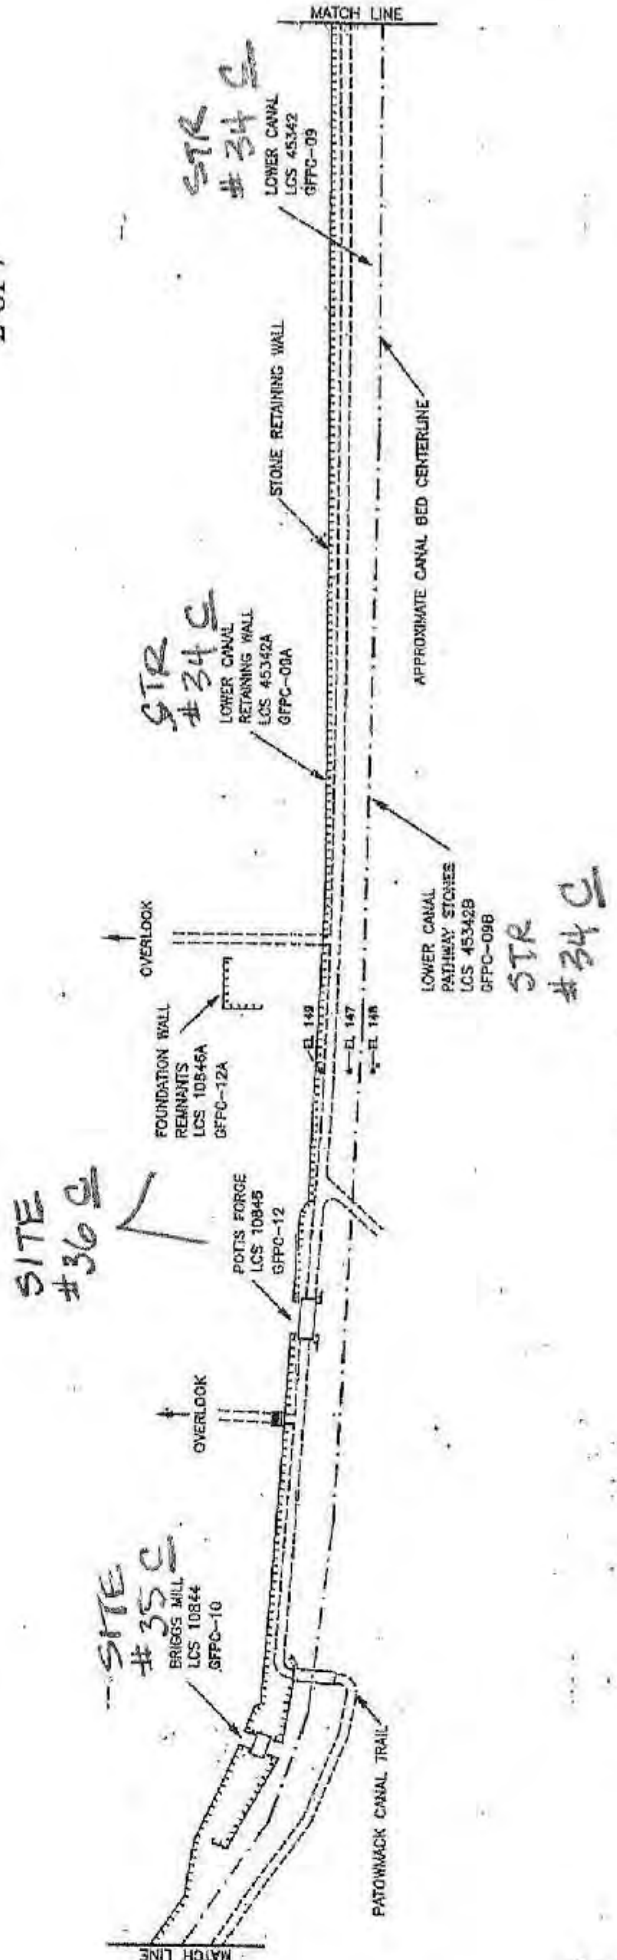 MATCH LINE
STR
# 34 C
LOWER CANAL
LCS 45342
GFPC-09
STONE RETAINING WALL
APPROXIMATE CANAL BED CENTERLINE
STR
# 34 C
LOWER CANAL
RETAINING WALL
LCS 45342A
GFPC-09A
LOWER CANAL
PATHWAY STONES
LCS 45342B
GFPC-09B
STR
# 34 C
OVERLOOK
FOUNDATION WALL
REMNANTS
LCS 10846A
GFPC-12A
EL 149
EL 147
EL 148
SITE
# 36 C
POTTS FORGE
LCS 10846
GFPC-12
OVERLOOK
SITE
# 35 C
BRIGGS MILL
LCS 10844
GFPC-10
PATOWMACK CANAL TRAIL
MATCH LINE